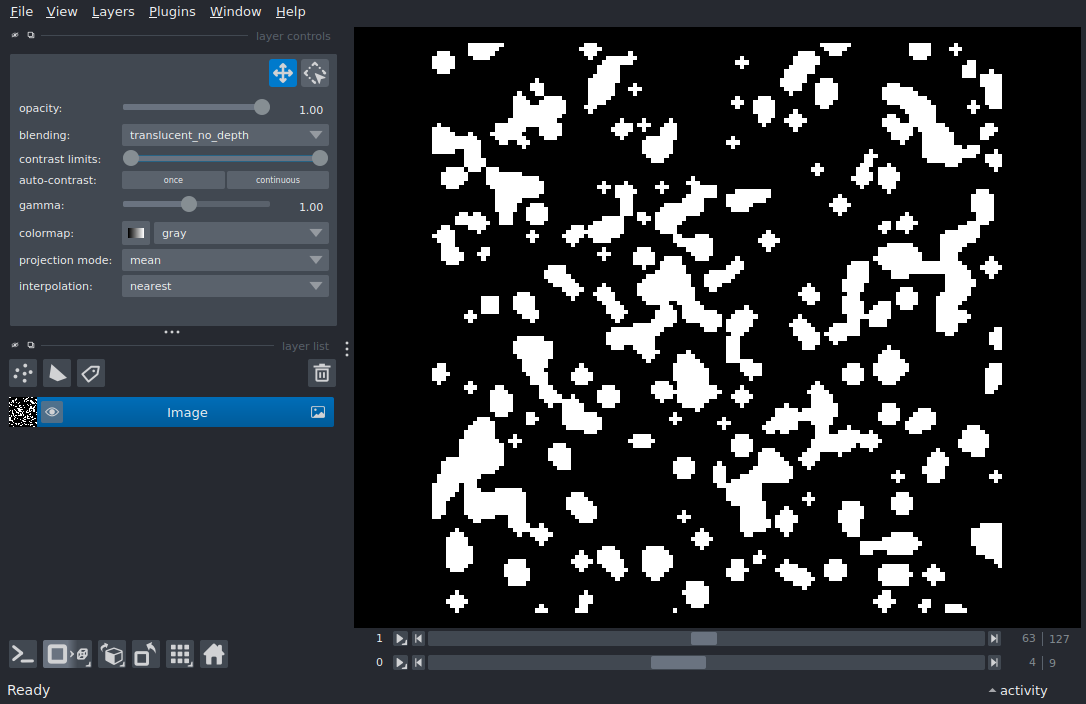 File View Layers Plugins Window Help
layer controls
opacity: 1.00
blending: translucent_no_depth
contrast limits:
auto-contrast: once continuous
gamma: 1.00
colormap: gray
projection mode: mean
interpolation: nearest
layer list
Image
1 63 127
0 4 9
Ready activity